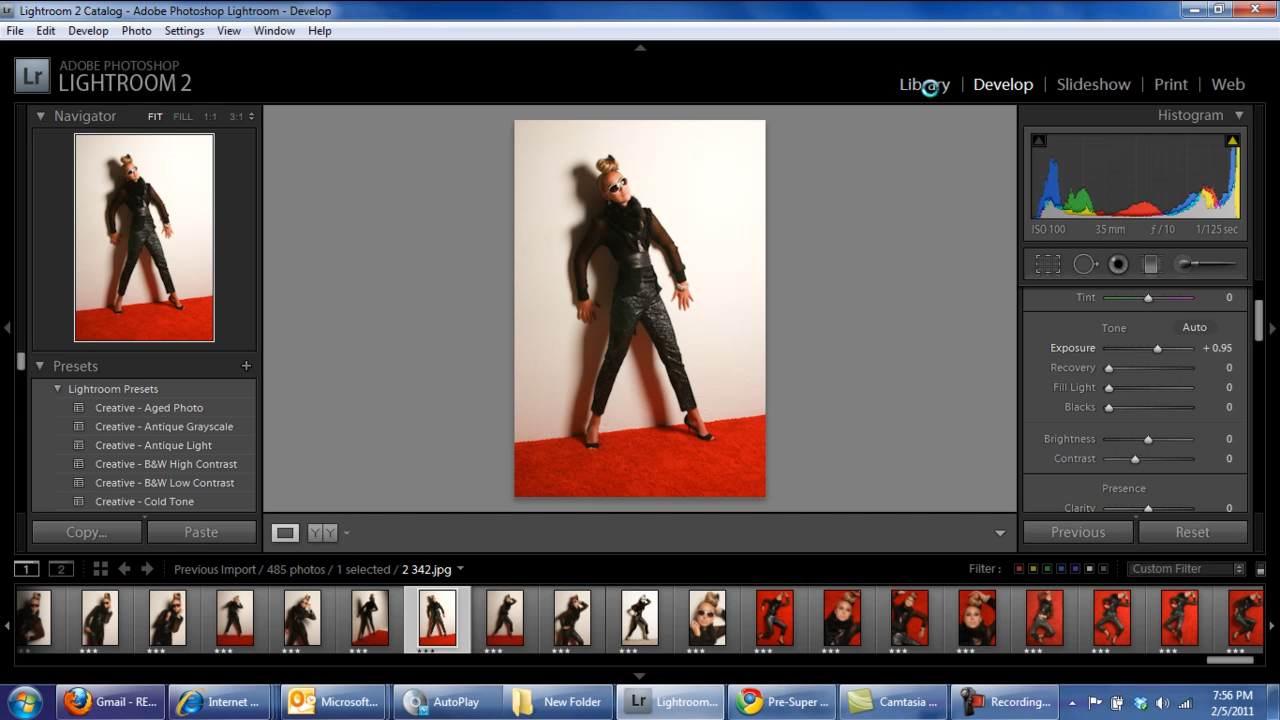 Lightroom 2 Catalog - Adobe Photoshop Lightroom - Develop
File Edit Develop Photo Settings View Window Help
Lr ADOBE PHOTOSHOP
LIGHTROOM 2
Library Develop Slideshow Print Web
Navigator FIT FILL 1:1 3:1
Histogram
ISO 100 35 mm ƒ / 10 1/125 sec
Tint 0
Tone Auto
Exposure + 0.95
Recovery 0
Fill Light 0
Blacks 0
Brightness 0
Contrast 0
Presence
Clarity 0
Presets +
Lightroom Presets
Creative - Aged Photo
Creative - Antique Grayscale
Creative - Antique Light
Creative - B&W High Contrast
Creative - B&W Low Contrast
Creative - Cold Tone
Copy... Paste
Y Y
Previous Reset
1 2 Previous Import / 485 photos / 1 selected / 2 342.jpg
Filter : Custom Filter
Gmail - RE... Internet ... Microsoft... AutoPlay New Folder Lr Lightroom... Pre-Super ... Camtasia ... Recording...
7:56 PM
2/5/2011